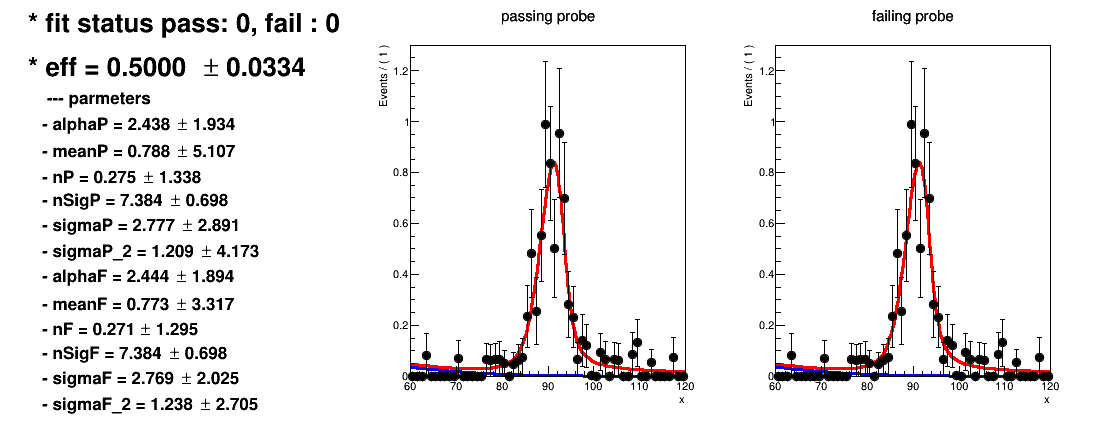 * fit status pass: 0, fail : 0
* eff = 0.5000 ± 0.0334
--- parmeters
- alphaP = 2.438 ± 1.934
- meanP = 0.788 ± 5.107
- nP = 0.275 ± 1.338
- nSigP = 7.384 ± 0.698
- sigmaP = 2.777 ± 2.891
- sigmaP_2 = 1.209 ± 4.173
- alphaF = 2.444 ± 1.894
- meanF = 0.773 ± 3.317
- nF = 0.271 ± 1.295
- nSigF = 7.384 ± 0.698
- sigmaF = 2.769 ± 2.025
- sigmaF_2 = 1.238 ± 2.705
passing probe
Events / ( 1 )
1.2
1
0.8
0.6
0.4
0.2
0
60 70 80 90 100 110 120
x
failing probe
Events / ( 1 )
1.2
1
0.8
0.6
0.4
0.2
0
60 70 80 90 100 110 120
x